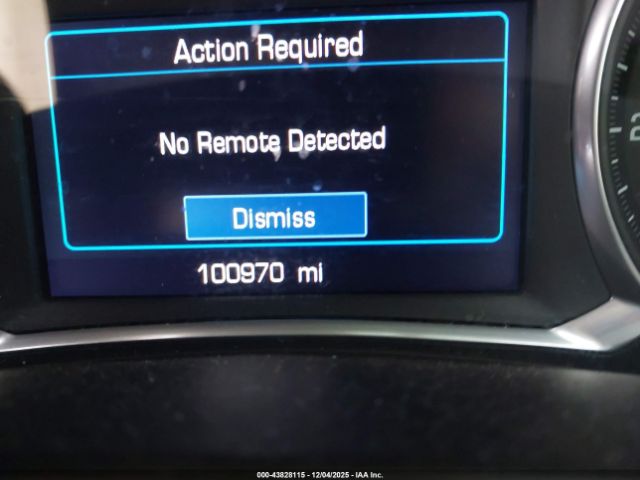 Action Required
No Remote Detected
Dismiss
100970 mi
000-43828115 - 12/04/2025 - IAA Inc.